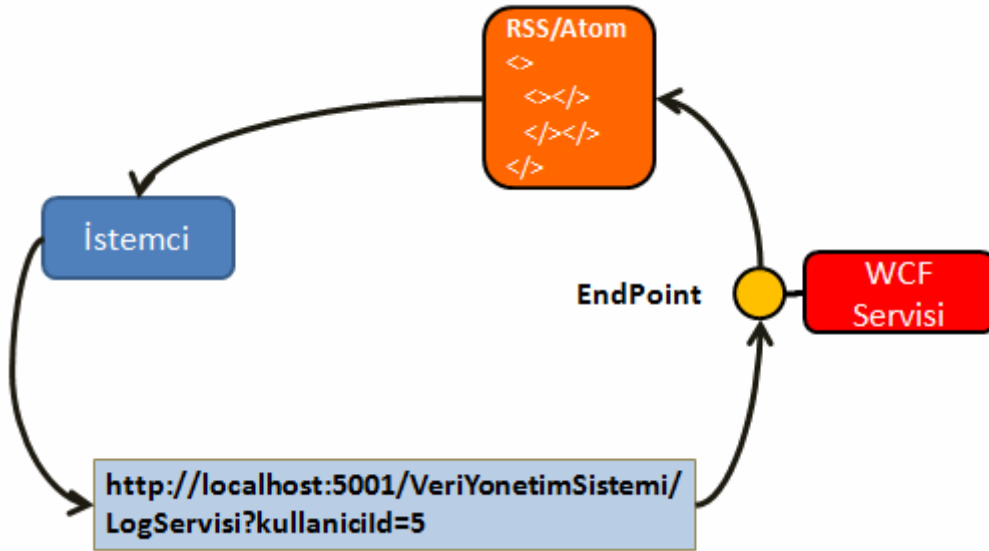 RSS/Atom
<>
<></>
</></>
</>
İstemci
EndPoint
WCF
Servisi
http://localhost:5001/VeriYonetimSistemi/
LogServisi?kullaniciId=5